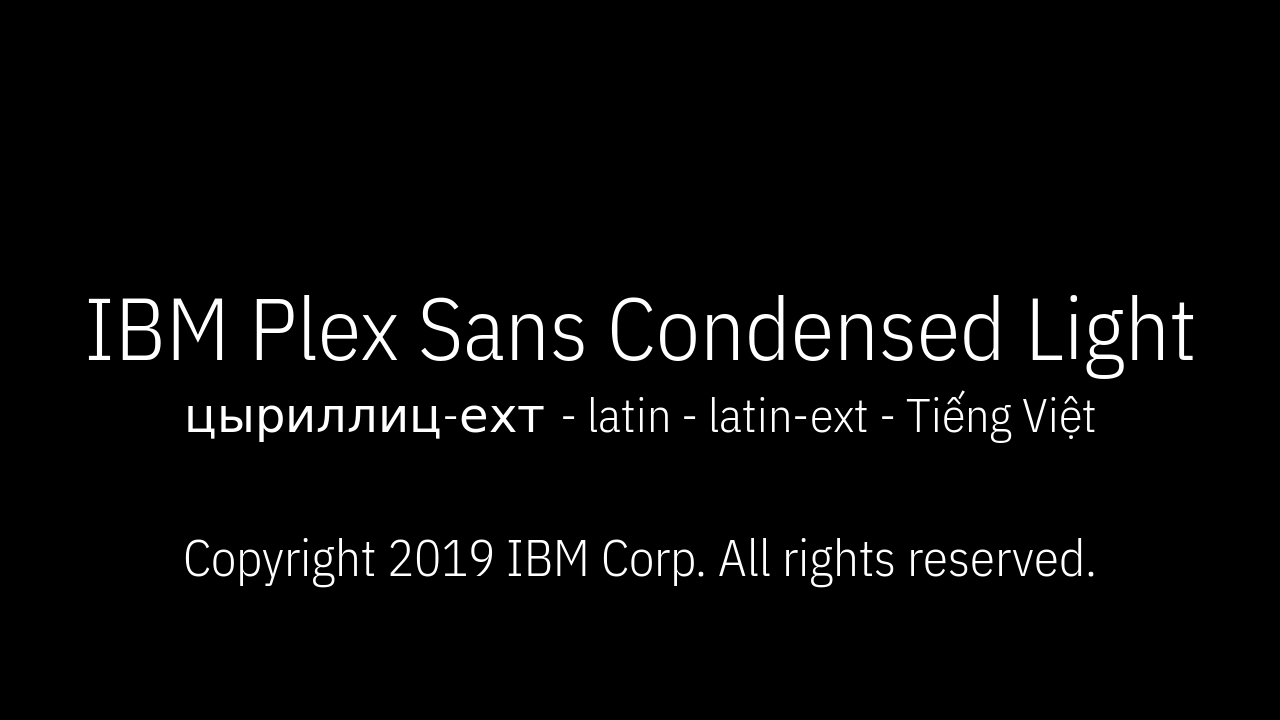 IBM Plex Sans Condensed Light
цыриллиц-ехт - latin - latin-ext - Tiếng Việt
Copyright 2019 IBM Corp. All rights reserved.